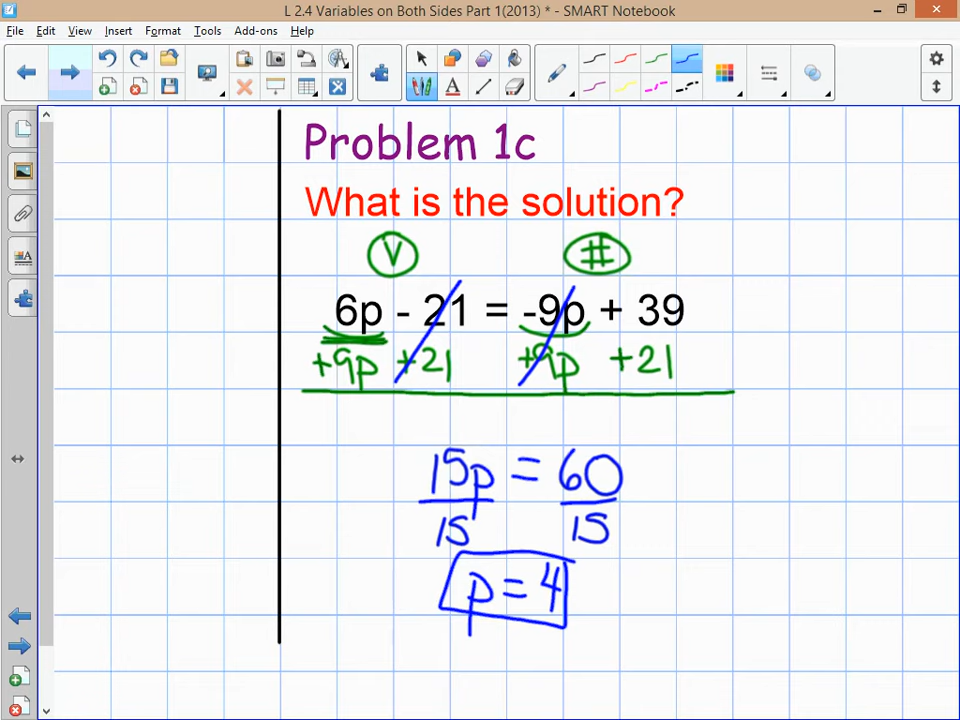 L 2.4 Variables on Both Sides Part 1(2013) * - SMART Notebook
File Edit View Insert Format Tools Add-ons Help
Problem 1c
What is the solution?
V #
6p - 21 = -9p + 39
+9p +21 +9p +21
15p = 60
15 15
p = 4